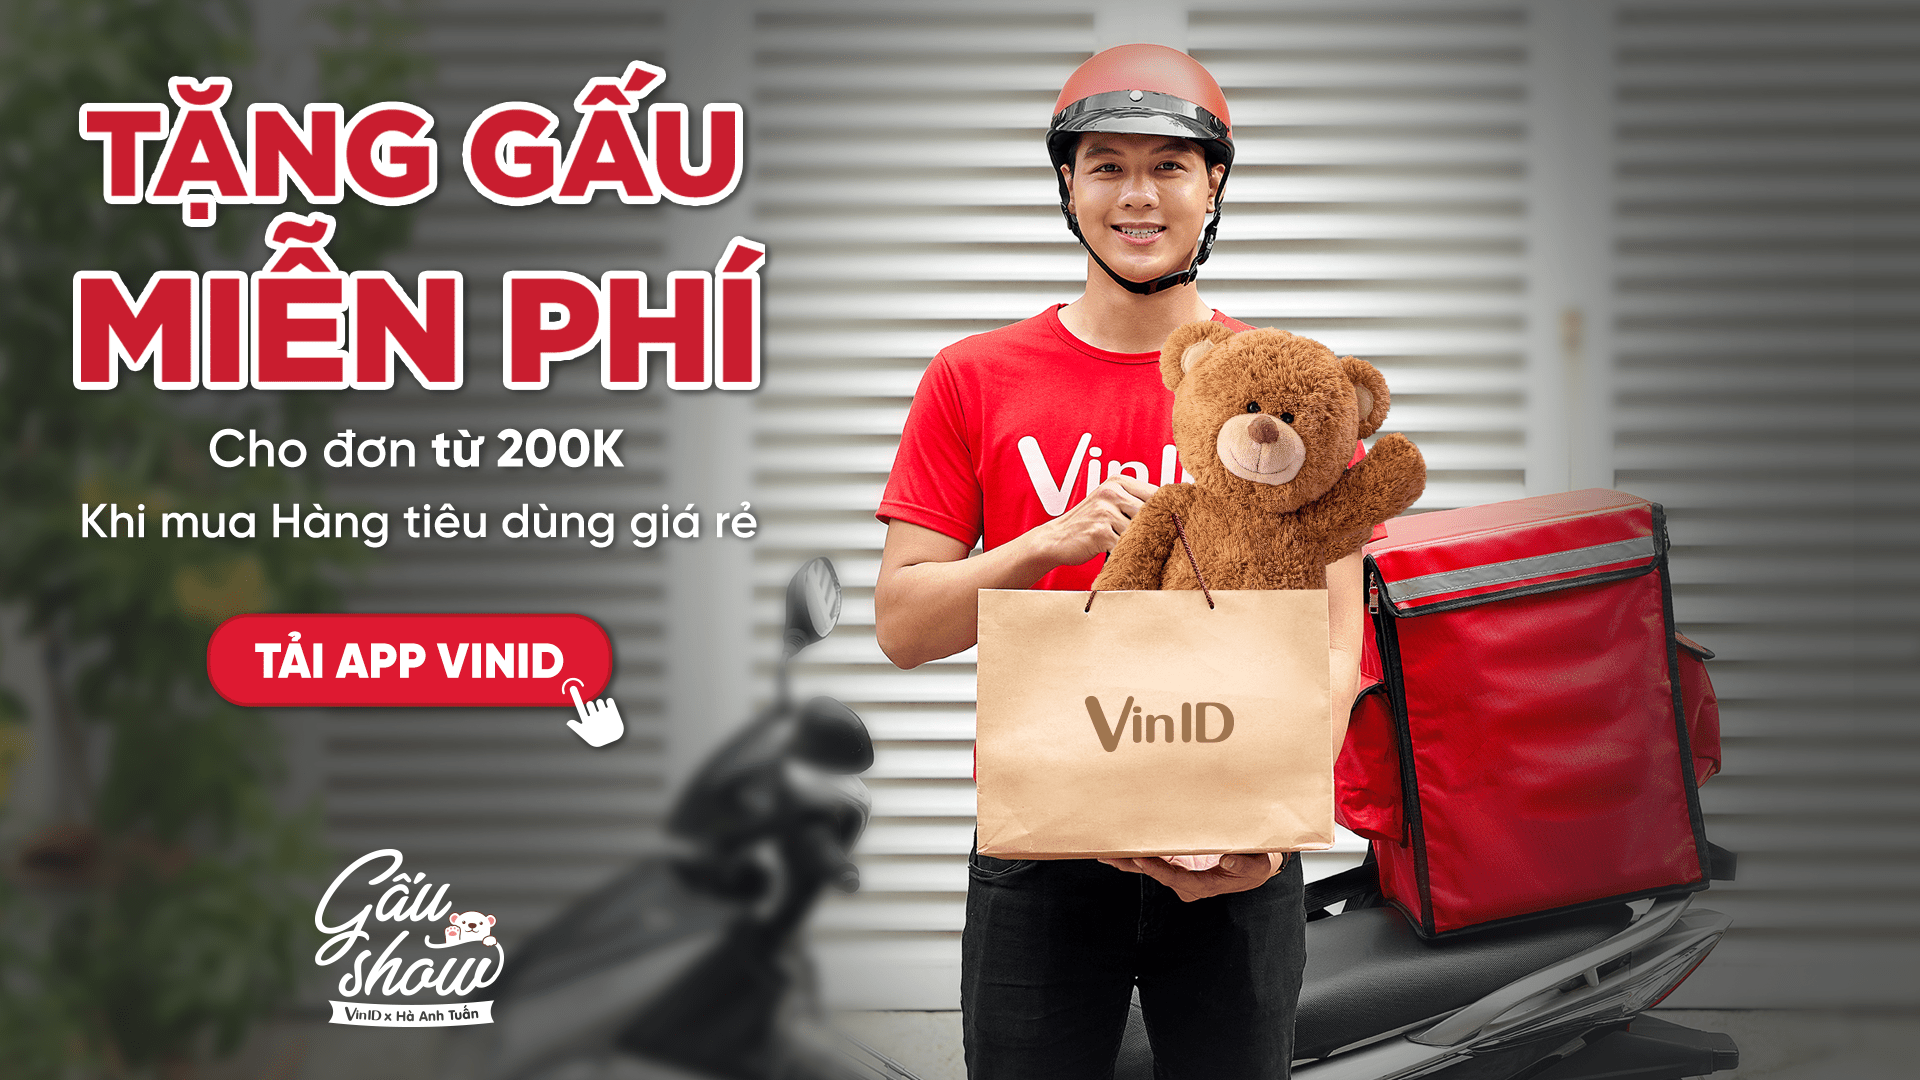 TẶNG GẤU
MIỄN PHÍ
Cho đơn từ 200K
Khi mua Hàng tiêu dùng giá rẻ
TẢI APP VINID
VinI
VinID
Gấu
show
VinID x Hà Anh Tuấn